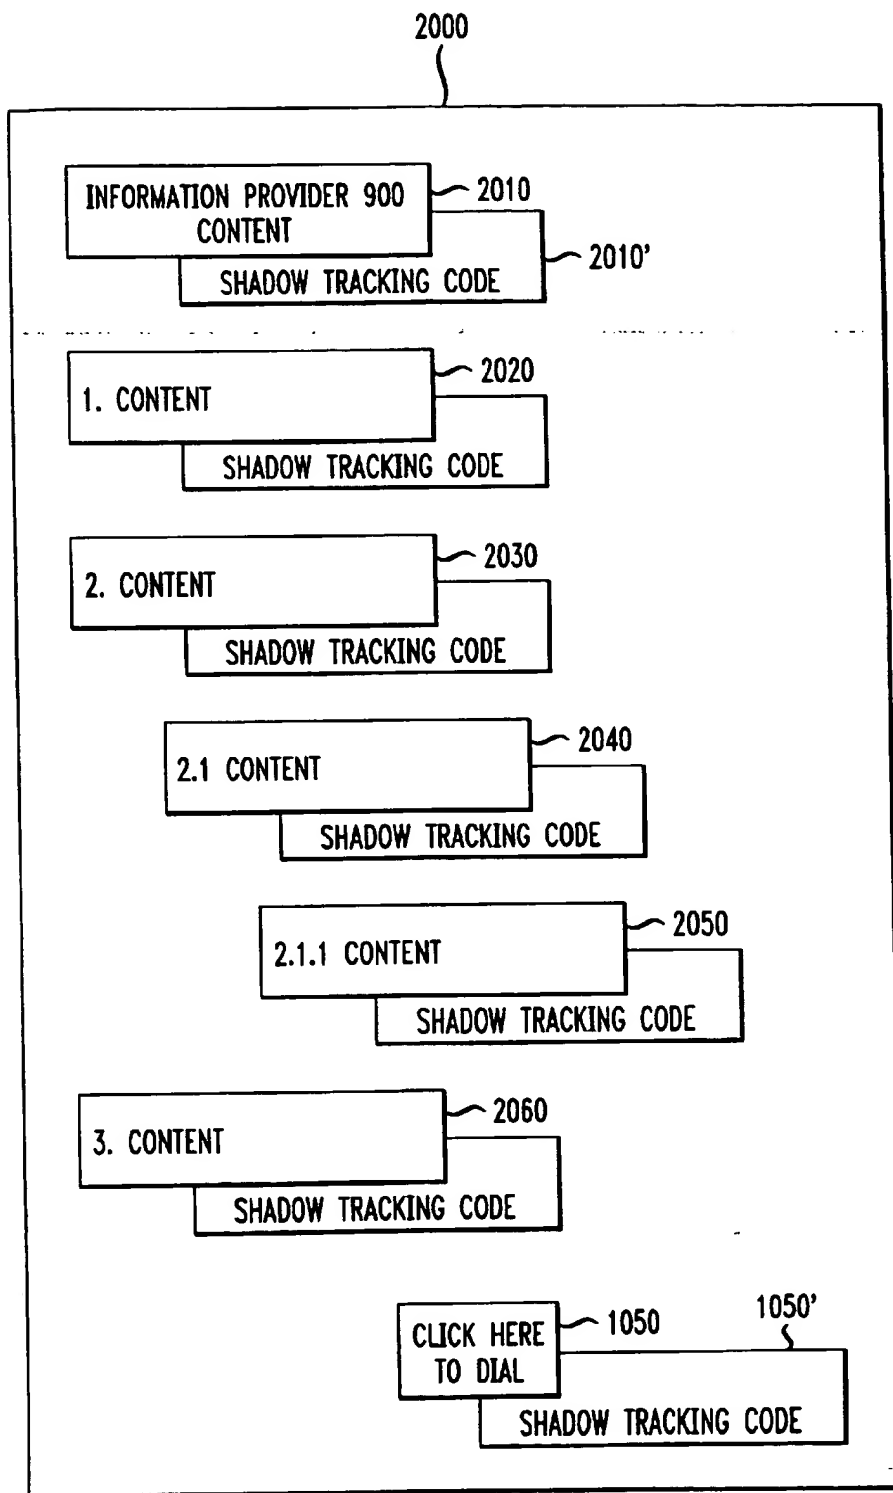 2000
INFORMATION PROVIDER 900
CONTENT
2010
SHADOW TRACKING CODE
2010'
1. CONTENT
2020
SHADOW TRACKING CODE
2. CONTENT
2030
SHADOW TRACKING CODE
2.1 CONTENT
2040
SHADOW TRACKING CODE
2.1.1 CONTENT
2050
SHADOW TRACKING CODE
3. CONTENT
2060
SHADOW TRACKING CODE
CLICK HERE
TO DIAL
1050
1050'
SHADOW TRACKING CODE